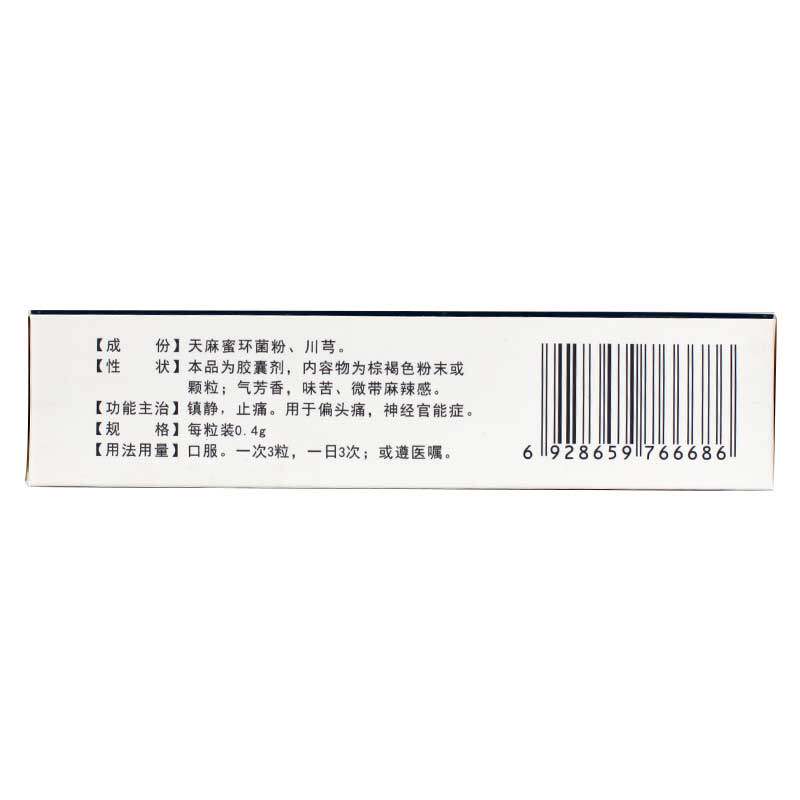 【成　份】天麻蜜环菌粉、川芎。
【性　状】本品为胶囊剂，内容物为棕褐色粉末或
颗粒；气芳香，味苦、微带麻辣感。
【功能主治】镇静，止痛。用于偏头痛，神经官能症。
【规　格】每粒装0.4g
【用法用量】口服。一次3粒，一日3次；或遵医嘱。
6 928659 766686